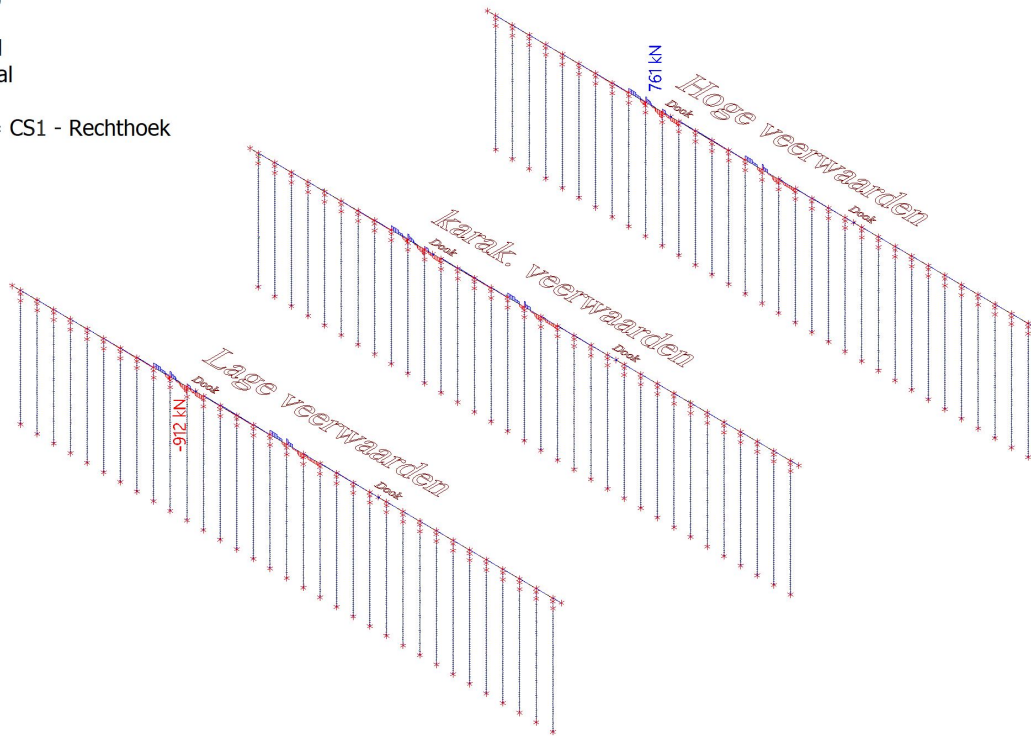 al
CS1 - Rechthoek
761 kN
Hoge veerwaarden
Dook
Dook
karak. veerwaarden
Dook
Dook
Lage veerwaarden
Dook
Dook
-912 kN